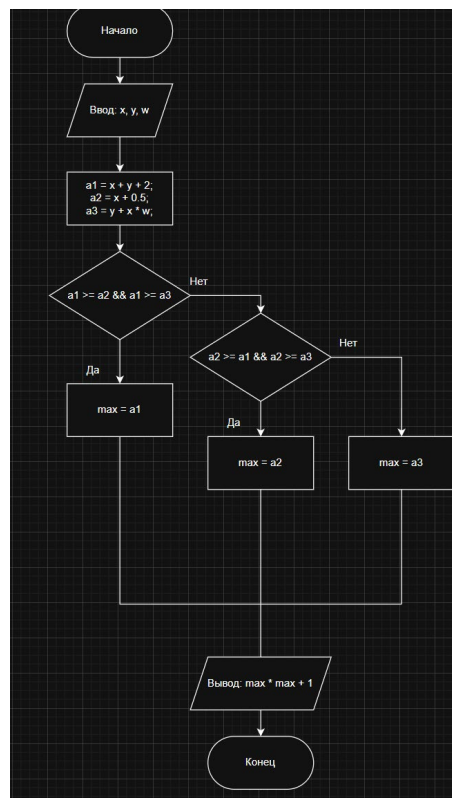 Начало
Ввод: x, y, w
a1 = x + y + 2;
a2 = x + 0.5;
a3 = y + x * w;
a1 >= a2 && a1 >= a3
Нет
a2 >= a1 && a2 >= a3
Нет
Да
max = a1
Да
max = a2
max = a3
Вывод: max * max + 1
Конец